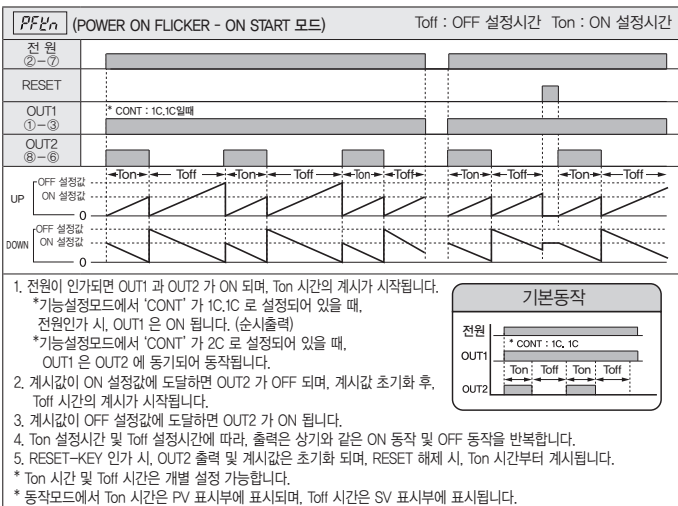 PFKn (POWER ON FLICKER - ON START 모드) Toff : OFF 설정시간 Ton : ON 설정시간
전 원
②-⑦
RESET
OUT1
①-③
* CONT : 1C,1C일때
OUT2
⑧-⑥
Ton Toff Ton Toff Ton Toff Ton Toff Ton Toff
UP
OFF 설정값
ON 설정값
0
DOWN
OFF 설정값
ON 설정값
0
1. 전원이 인가되면 OUT1 과 OUT2 가 ON 되며, Ton 시간의 계시가 시작됩니다.
*기능설정모드에서 'CONT' 가 1C.1C 로 설정되어 있을 때,
전원인가 시, OUT1 은 ON 됩니다. (순시출력)
*기능설정모드에서 'CONT' 가 2C 로 설정되어 있을 때,
OUT1 은 OUT2 에 동기되어 동작됩니다.
2. 계시값이 ON 설정값에 도달하면 OUT2 가 OFF 되며, 계시값 초기화 후,
Toff 시간의 계시가 시작됩니다.
3. 계시값이 OFF 설정값에 도달하면 OUT2 가 ON 됩니다.
4. Ton 설정시간 및 Toff 설정시간에 따라, 출력은 상기와 같은 ON 동작 및 OFF 동작을 반복합니다.
5. RESET-KEY 인가 시, OUT2 출력 및 계시값은 초기화 되며, RESET 해제 시, Ton 시간부터 계시됩니다.
* Ton 시간 및 Toff 시간은 개별 설정 가능합니다.
* 동작모드에서 Ton 시간은 PV 표시부에 표시되며, Toff 시간은 SV 표시부에 표시됩니다.
기본동작
전원
* CONT : 1C, 1C
OUT1
Ton Toff Ton Toff
OUT2